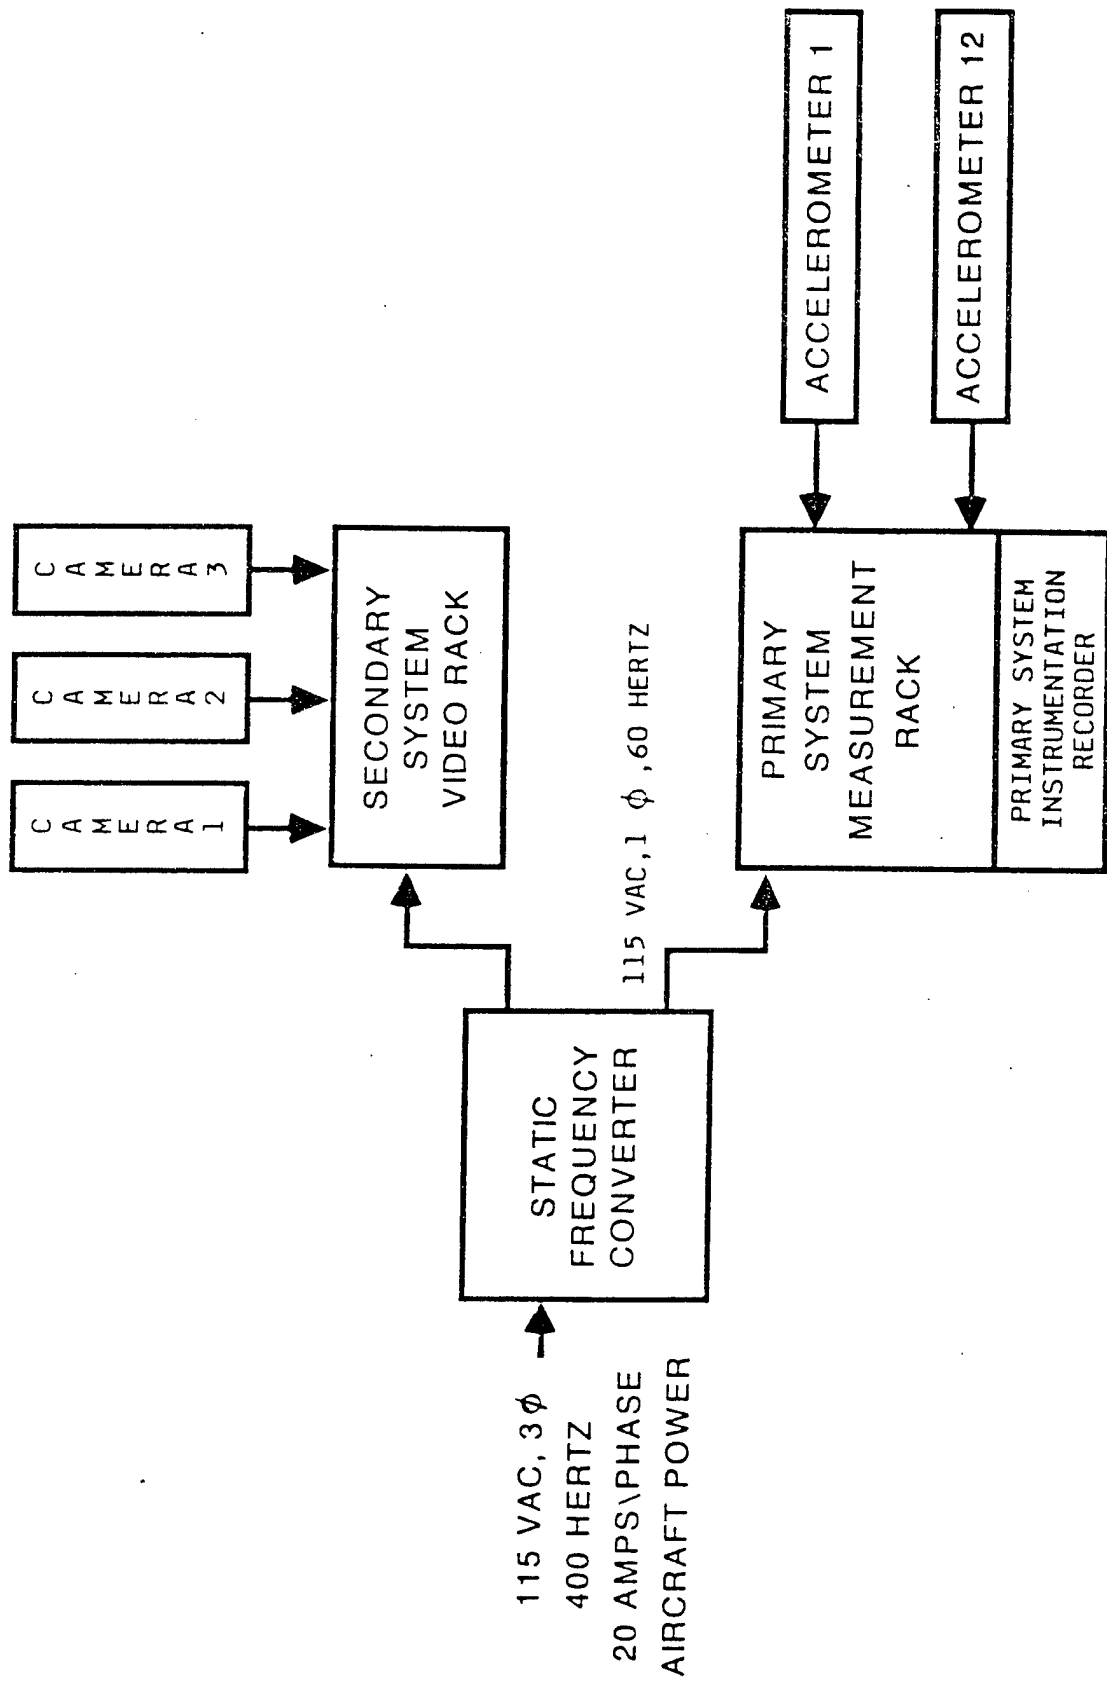 115 VAC, 3ϕ
400 HERTZ
20 AMPS\PHASE
AIRCRAFT POWER
STATIC
FREQUENCY
CONVERTER
CAMERA 1
CAMERA 2
CAMERA 3
SECONDARY
SYSTEM
VIDEO RACK
115 VAC,1 ϕ ,60 HERTZ
PRIMARY
SYSTEM
MEASUREMENT
RACK
PRIMARY SYSTEM
INSTRUMENTATION
RECORDER
ACCELEROMETER 1
ACCELEROMETER 12